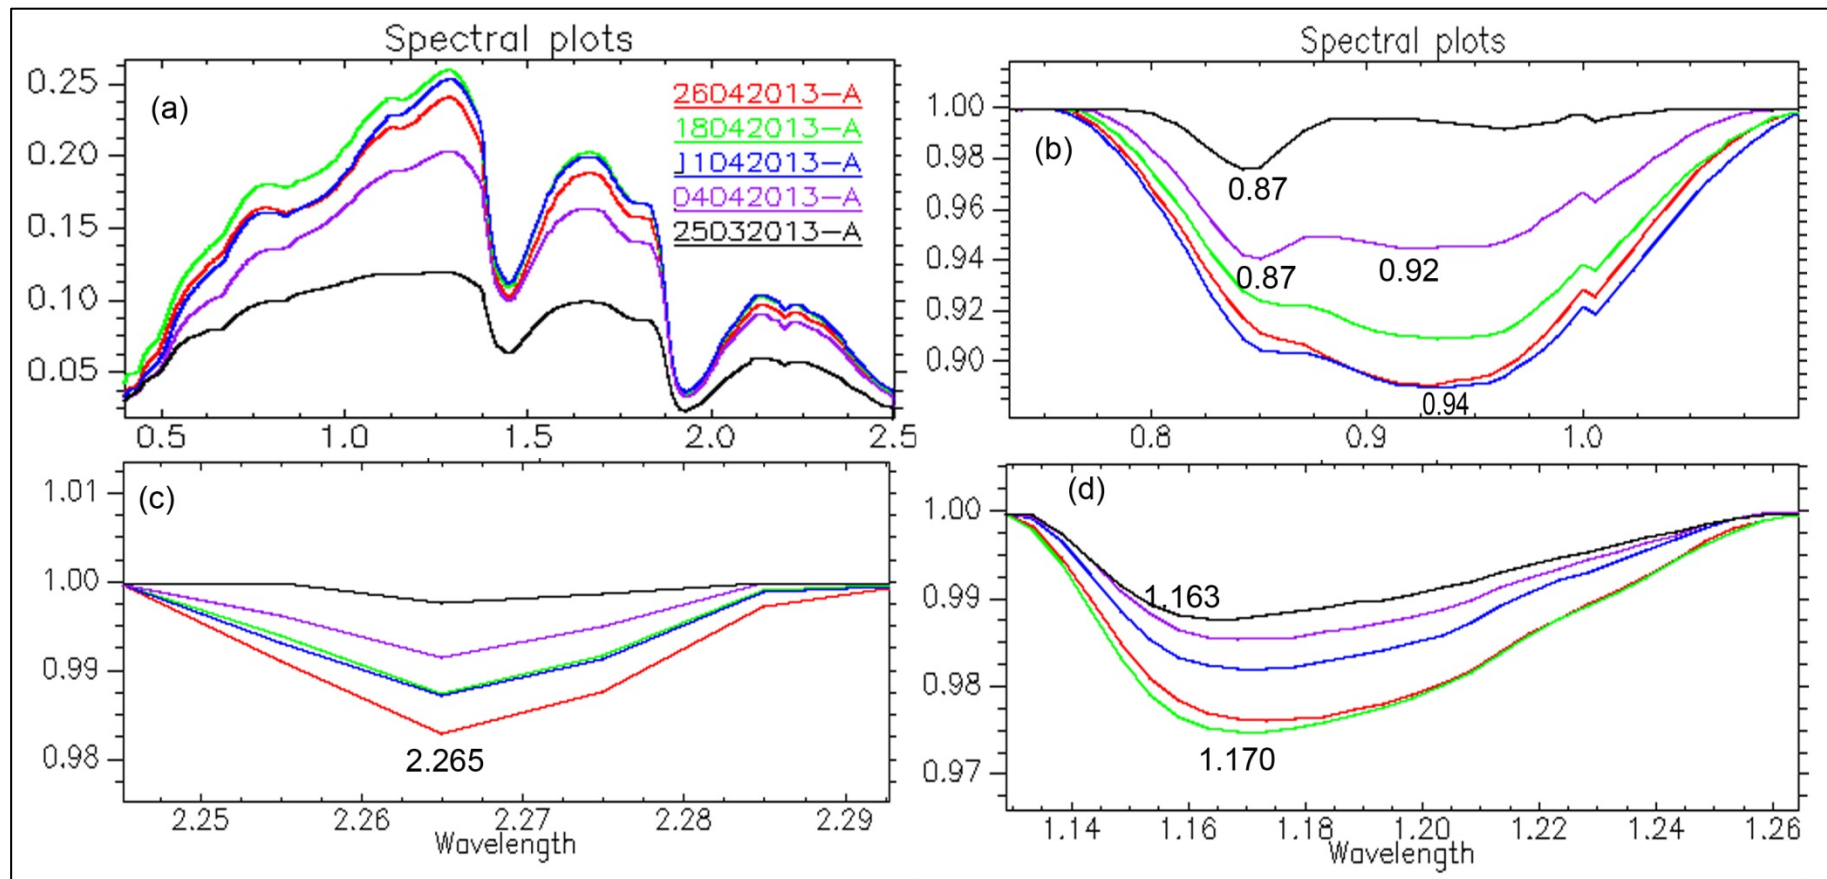 Spectral plots
(a)
26042013-A
18042013-A
11042013-A
04042013-A
25032013-A
0.25
0.20
0.15
0.10
0.05
0.5 1.0 1.5 2.0 2.5
Spectral plots
(b)
1.00
0.98
0.96
0.94
0.92
0.90
0.87
0.87
0.92
0.94
0.8 0.9 1.0
(c)
1.01
1.00
0.99
0.98
2.265
2.25 2.26 2.27 2.28 2.29
Wavelength
(d)
1.00
0.99
0.98
0.97
1.163
1.170
1.14 1.16 1.18 1.20 1.22 1.24 1.26
Wavelength